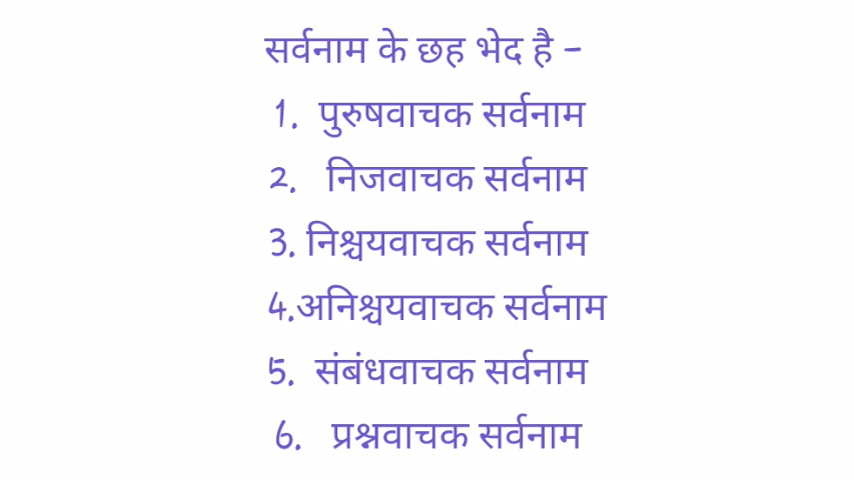 सर्वनाम के छह भेद है -
1. पुरुषवाचक सर्वनाम
2. निजवाचक सर्वनाम
3. निश्चयवाचक सर्वनाम
4.अनिश्चयवाचक सर्वनाम
5. संबंधवाचक सर्वनाम
6. प्रश्नवाचक सर्वनाम